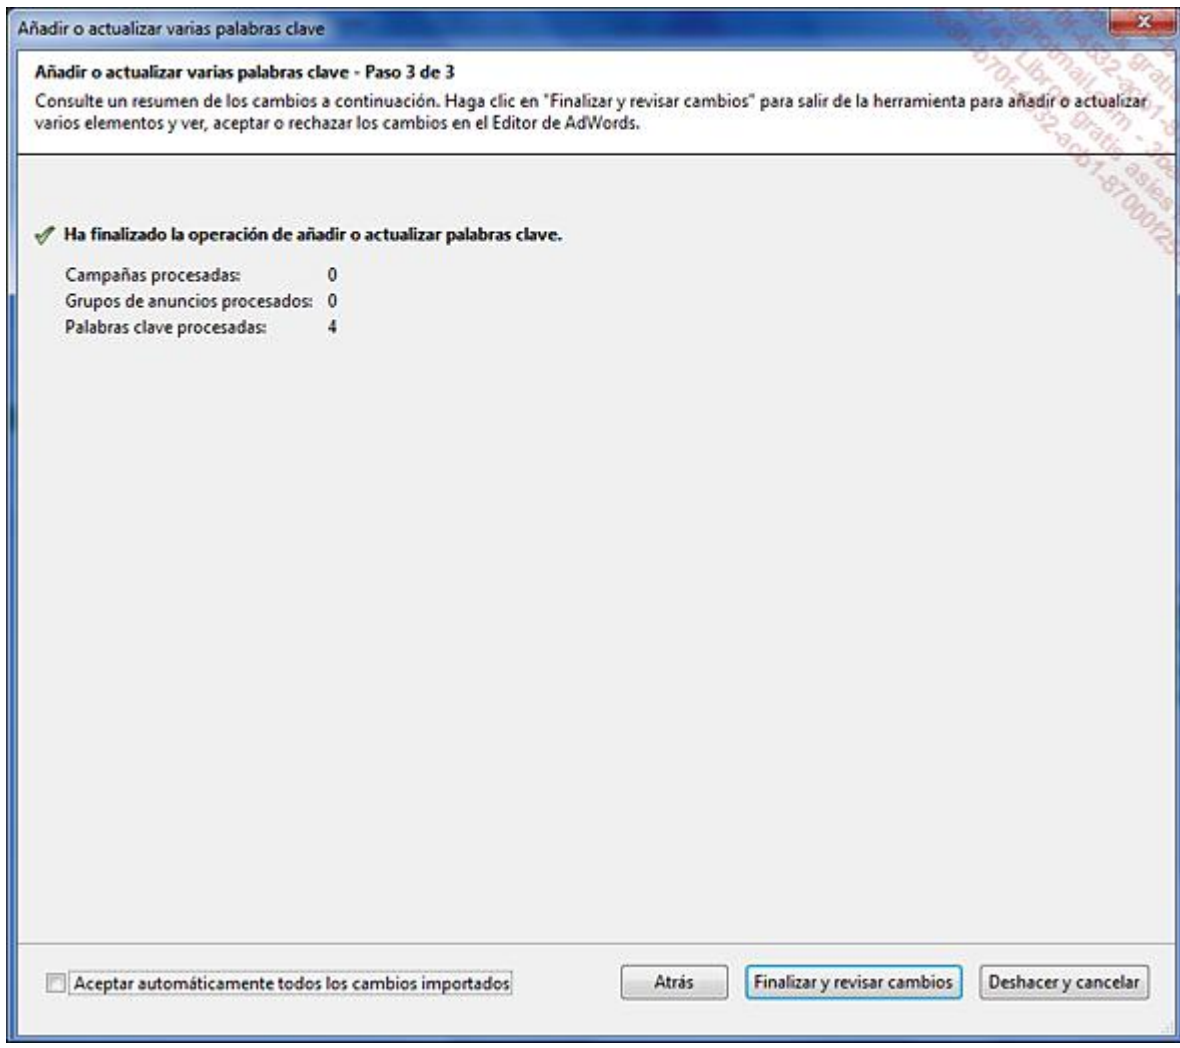 Añadir o actualizar varias palabras clave
Añadir o actualizar varias palabras clave - Paso 3 de 3
Consulte un resumen de los cambios a continuación. Haga clic en "Finalizar y revisar cambios" para salir de la herramienta para añadir o actualizar
varios elementos y ver, aceptar o rechazar los cambios en el Editor de AdWords.
Ha finalizado la operación de añadir o actualizar palabras clave.
Campañas procesadas: 0
Grupos de anuncios procesados: 0
Palabras clave procesadas: 4
Aceptar automáticamente todos los cambios importados
Atrás
Finalizar y revisar cambios
Deshacer y cancelar